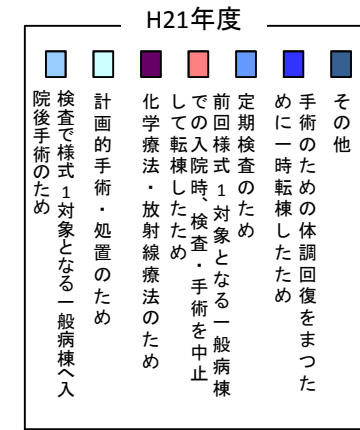 H21年度
検査で様式1対象となる一般病棟へ入
院後手術のため
計画的手術・処置のため
化学療法・放射線療法のため
前回様式1対象となる一般病棟
での入院時、検査・手術を中止
して転棟したため
定期検査のため
手術のための体調回復をまつた
めに一時転棟したため
その他